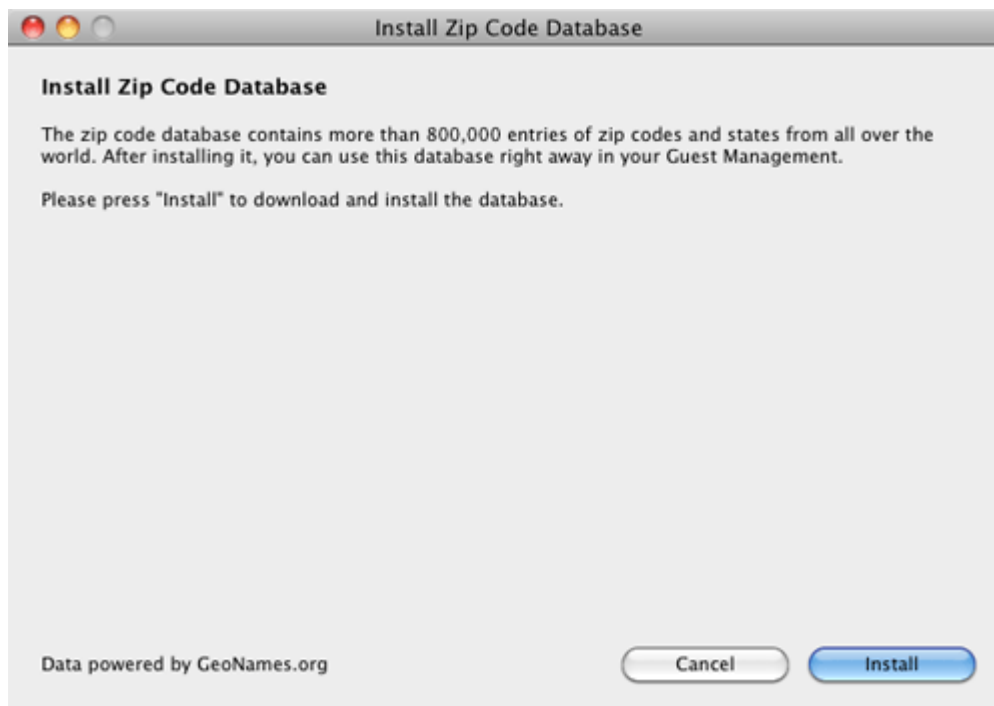 Install Zip Code Database
Install Zip Code Database
The zip code database contains more than 800,000 entries of zip codes and states from all over the
world. After installing it, you can use this database right away in your Guest Management.
Please press "Install" to download and install the database.
Data powered by GeoNames.org
Cancel
Install